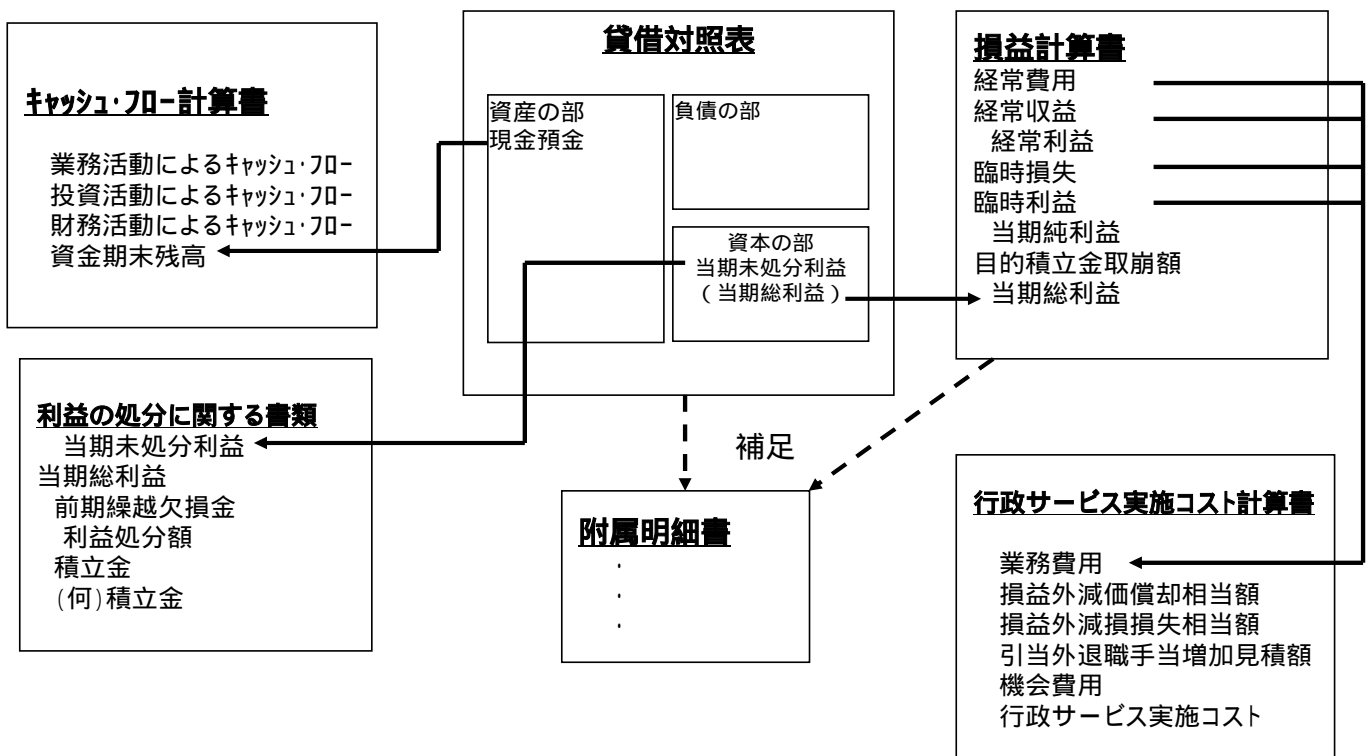 キャッシュ・フロー計算書
業務活動によるキャッシュ・フロー
投資活動によるキャッシュ・フロー
財務活動によるキャッシュ・フロー
資金期末残高
貸借対照表
資産の部
現金預金
負債の部
資本の部
当期未処分利益
(当期総利益)
損益計算書
経常費用
経常収益
経常利益
臨時損失
臨時利益
当期純利益
目的積立金取崩額
当期総利益
利益の処分に関する書類
当期未処分利益
当期総利益
前期繰越欠損金
利益処分額
積立金
(何)積立金
補足
附属明細書
・
・
・
行政サービス実施コスト計算書
業務費用
損益外減価償却相当額
損益外減損損失相当額
引当外退職手当増加見積額
機会費用
行政サービス実施コスト